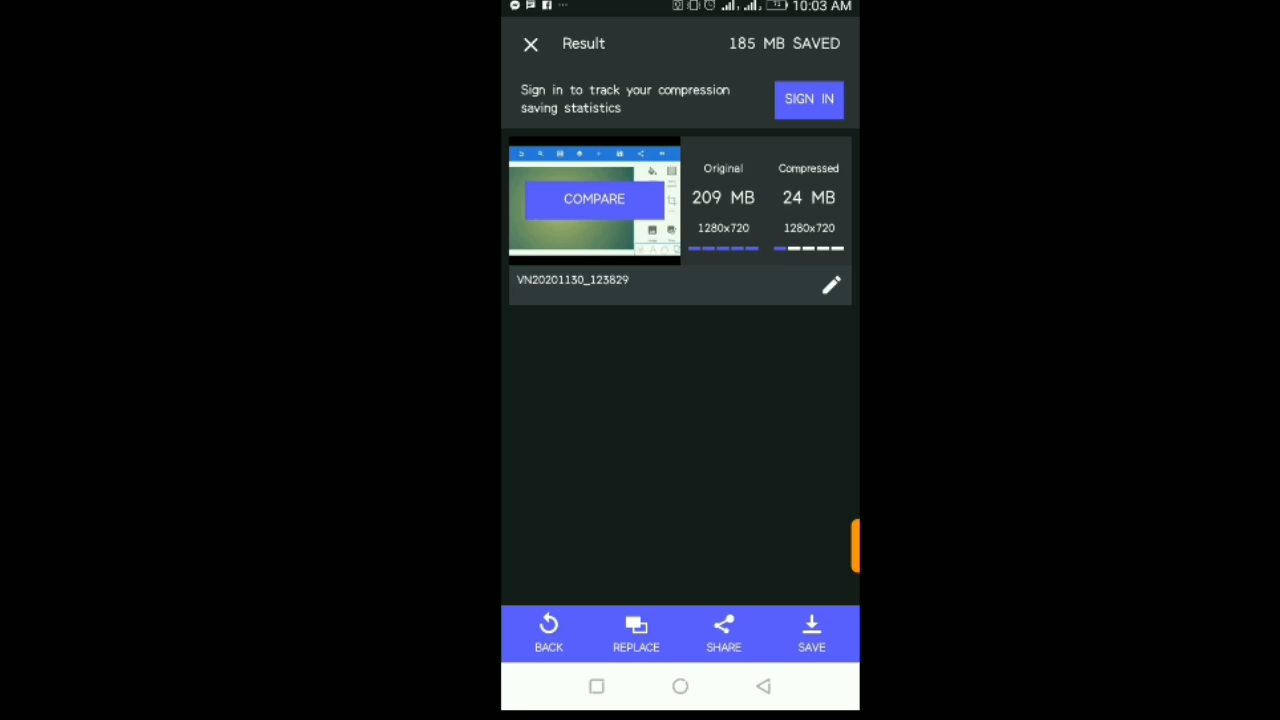 10:03 AM
Result
185 MB SAVED
Sign in to track your compression
saving statistics
SIGN IN
COMPARE
Original
Compressed
209 MB
24 MB
1280x720
1280x720
VN20201130_123829
BACK
REPLACE
SHARE
SAVE